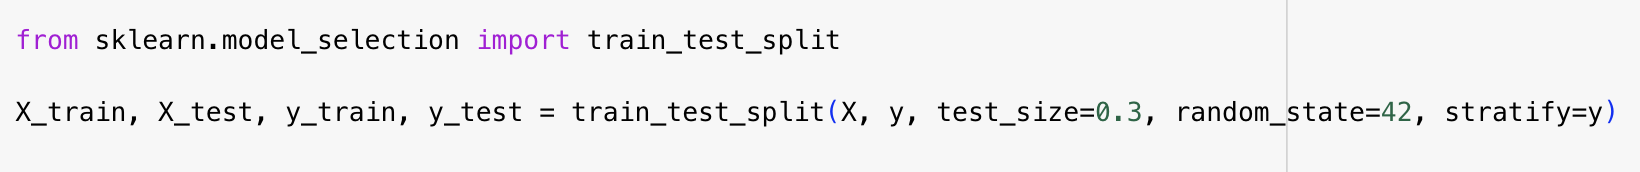 from sklearn.model_selection import train_test_split
X_train, X_test, y_train, y_test = train_test_split(X, y, test_size=0.3, random_state=42, stratify=y)